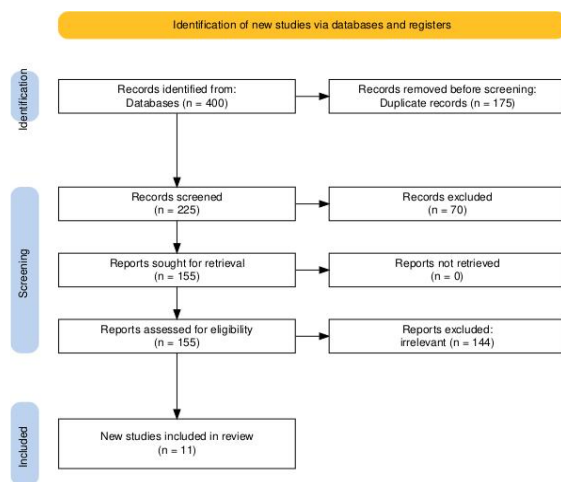 Identification of new studies via databases and registers
Identification
Records identified from:
Databases (n = 400)
Records removed before screening:
Duplicate records (n = 175)
Screening
Records screened
(n = 225)
Records excluded
(n = 70)
Reports sought for retrieval
(n = 155)
Reports not retrieved
(n = 0)
Reports assessed for eligibility
(n = 155)
Reports excluded:
irrelevant (n = 144)
Included
New studies included in review
(n = 11)